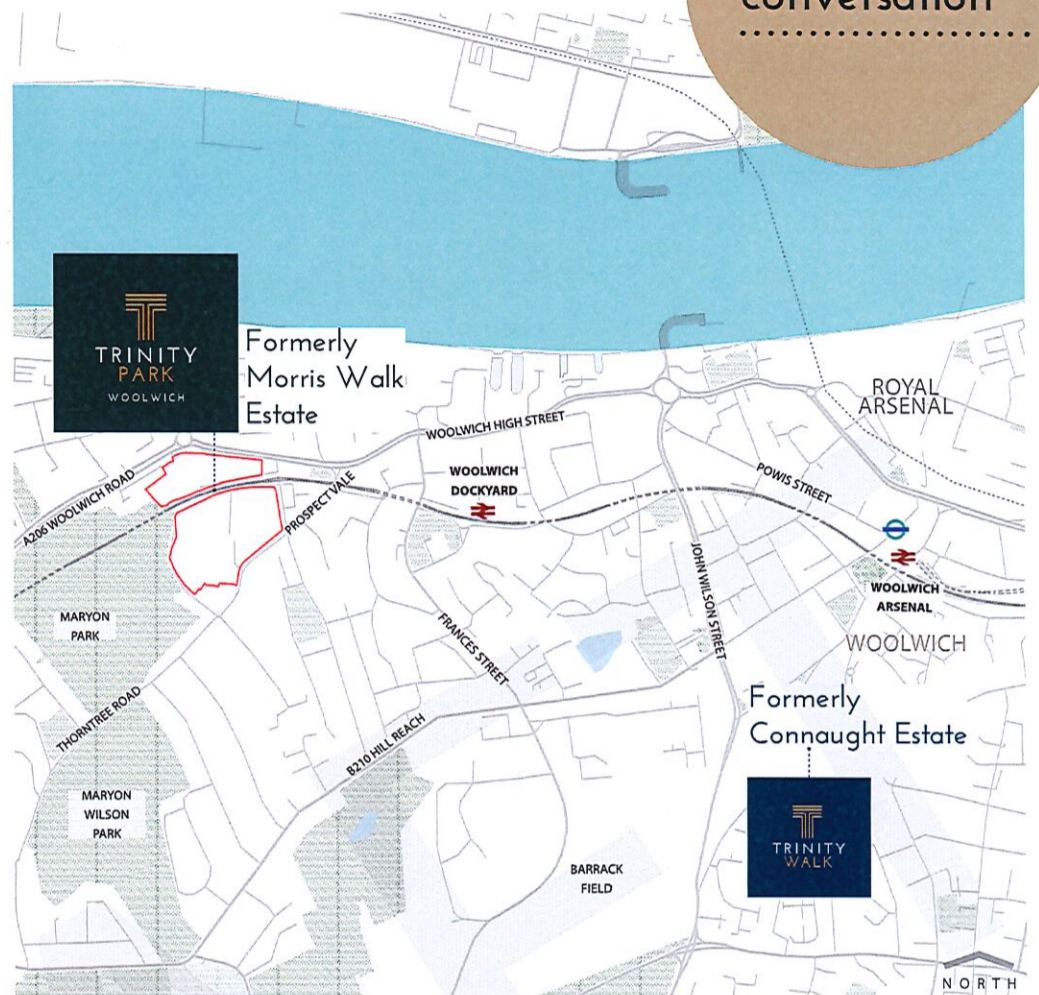 conversation
TRINITY
PARK
WOOLWICH
Formerly
Morris Walk
Estate
ROYAL
ARSENAL
WOOLWICH HIGH STREET
A206 WOOLWICH ROAD
WOOLWICH
DOCKYARD
PROSPECT VALE
POWIS STREET
JOHN WILSON STREET
WOOLWICH
ARSENAL
MARYON
PARK
FRANCES STREET
WOOLWICH
THORNTREE ROAD
Formerly
Connaught Estate
B210 HILL REACH
MARYON
WILSON
PARK
TRINITY
WALK
BARRACK
FIELD
NORTH